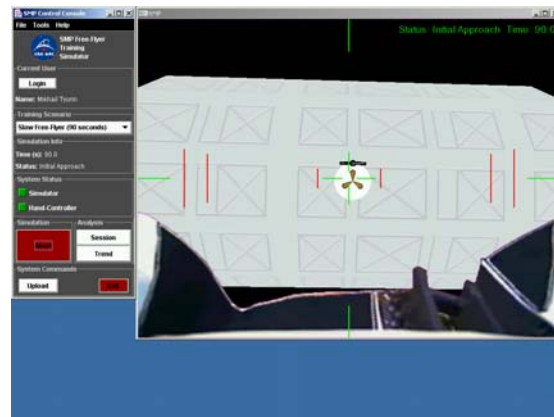 SMP Control Console
SMP
File Tools Help
SMP Free-Flyer
Training
Simulator
Current User
Login
Name: Mikhail Tyurin
Training Scenario
Slow Free-Flyer (90 seconds)
Simulation Info
Time (s): 90.0
Status: Initial Approach
System Status
Simulator
Hand-Controller
Simulation
Analysis
Session
Trend
System Commands
Upload
Status: Initial Approach Time: 90.0